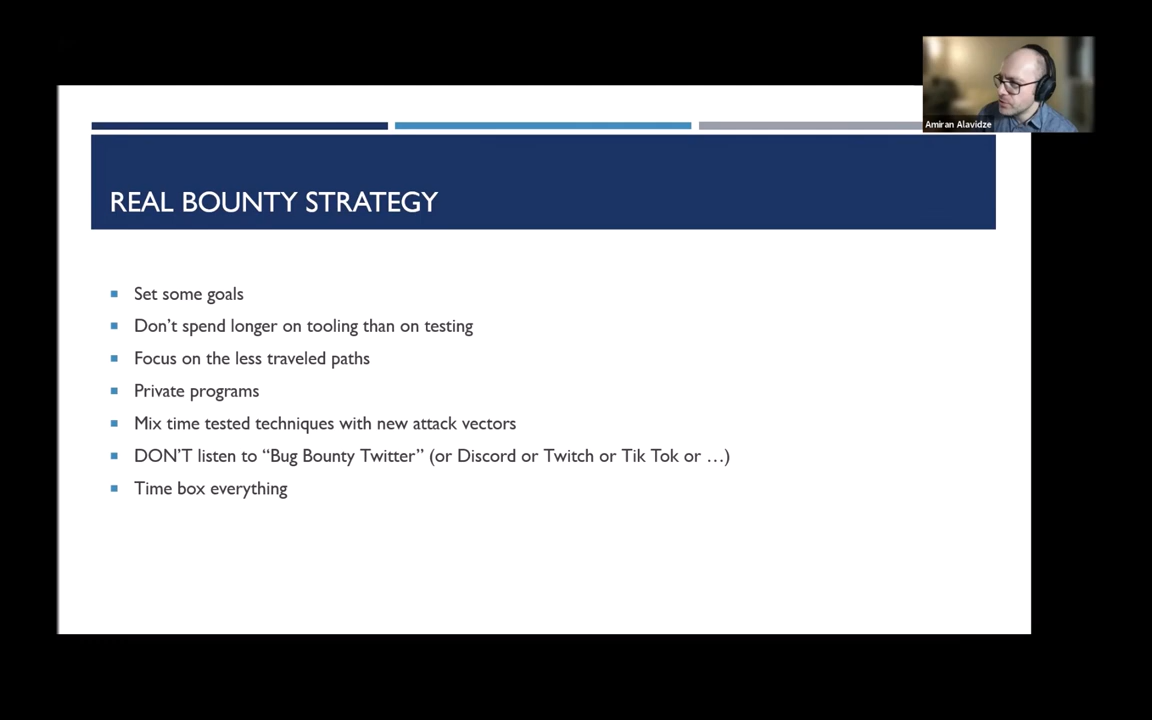 Amiran Alavidze
REAL BOUNTY STRATEGY
Set some goals
Don’t spend longer on tooling than on testing
Focus on the less traveled paths
Private programs
Mix time tested techniques with new attack vectors
DON’T listen to “Bug Bounty Twitter” (or Discord or Twitch or Tik Tok or …)
Time box everything